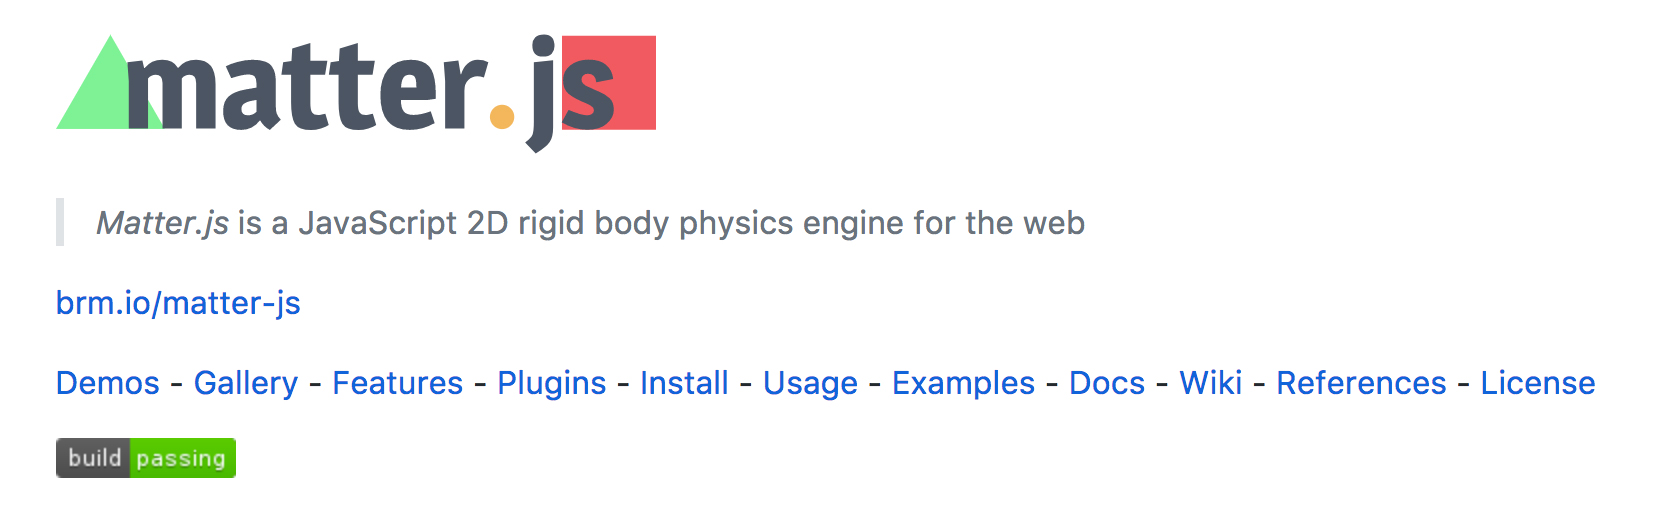 matter.js
Matter.js is a JavaScript 2D rigid body physics engine for the web
brm.io/matter-js
Demos - Gallery - Features - Plugins - Install - Usage - Examples - Docs - Wiki - References - License
build passing